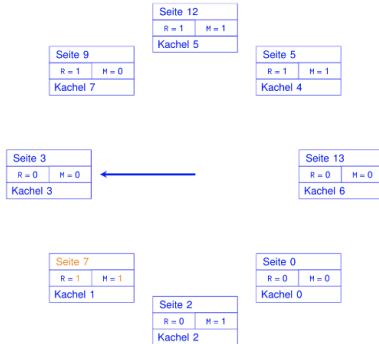 Seite 12
R = 1 M = 1
Kachel 5
Seite 9
R = 1 M = 0
Kachel 7
Seite 5
R = 1 M = 1
Kachel 4
Seite 3
R = 0 M = 0
Kachel 3
Seite 13
R = 0 M = 0
Kachel 6
Seite 7
R = 1 M = 1
Kachel 1
Seite 0
R = 0 M = 0
Kachel 0
Seite 2
R = 0 M = 1
Kachel 2